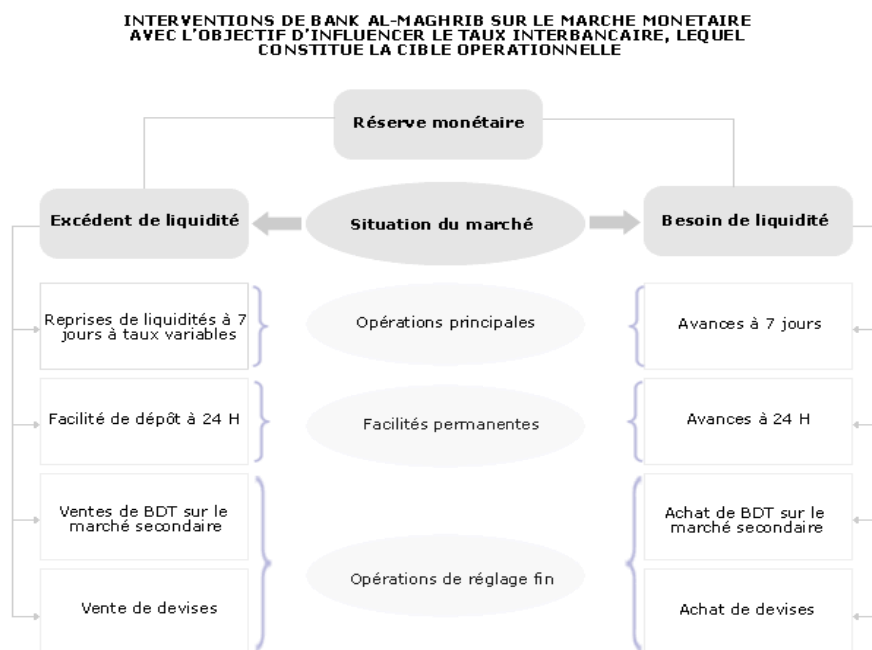 INTERVENTIONS DE BANK AL-MAGHRIB SUR LE MARCHE MONETAIRE
AVEC L'OBJECTIF D'INFLUENCER LE TAUX INTERBANCAIRE, LEQUEL
CONSTITUE LA CIBLE OPERATIONNELLE
Réserve monétaire
Excédent de liquidité
Situation du marché
Besoin de liquidité
Reprises de liquidités à 7
jours à taux variables
Opérations principales
Avances à 7 jours
Facilité de dépôt à 24 H
Facilités permanentes
Avances à 24 H
Ventes de BDT sur le
marché secondaire
Achat de BDT sur le
marché secondaire
Opérations de réglage fin
Vente de devises
Achat de devises